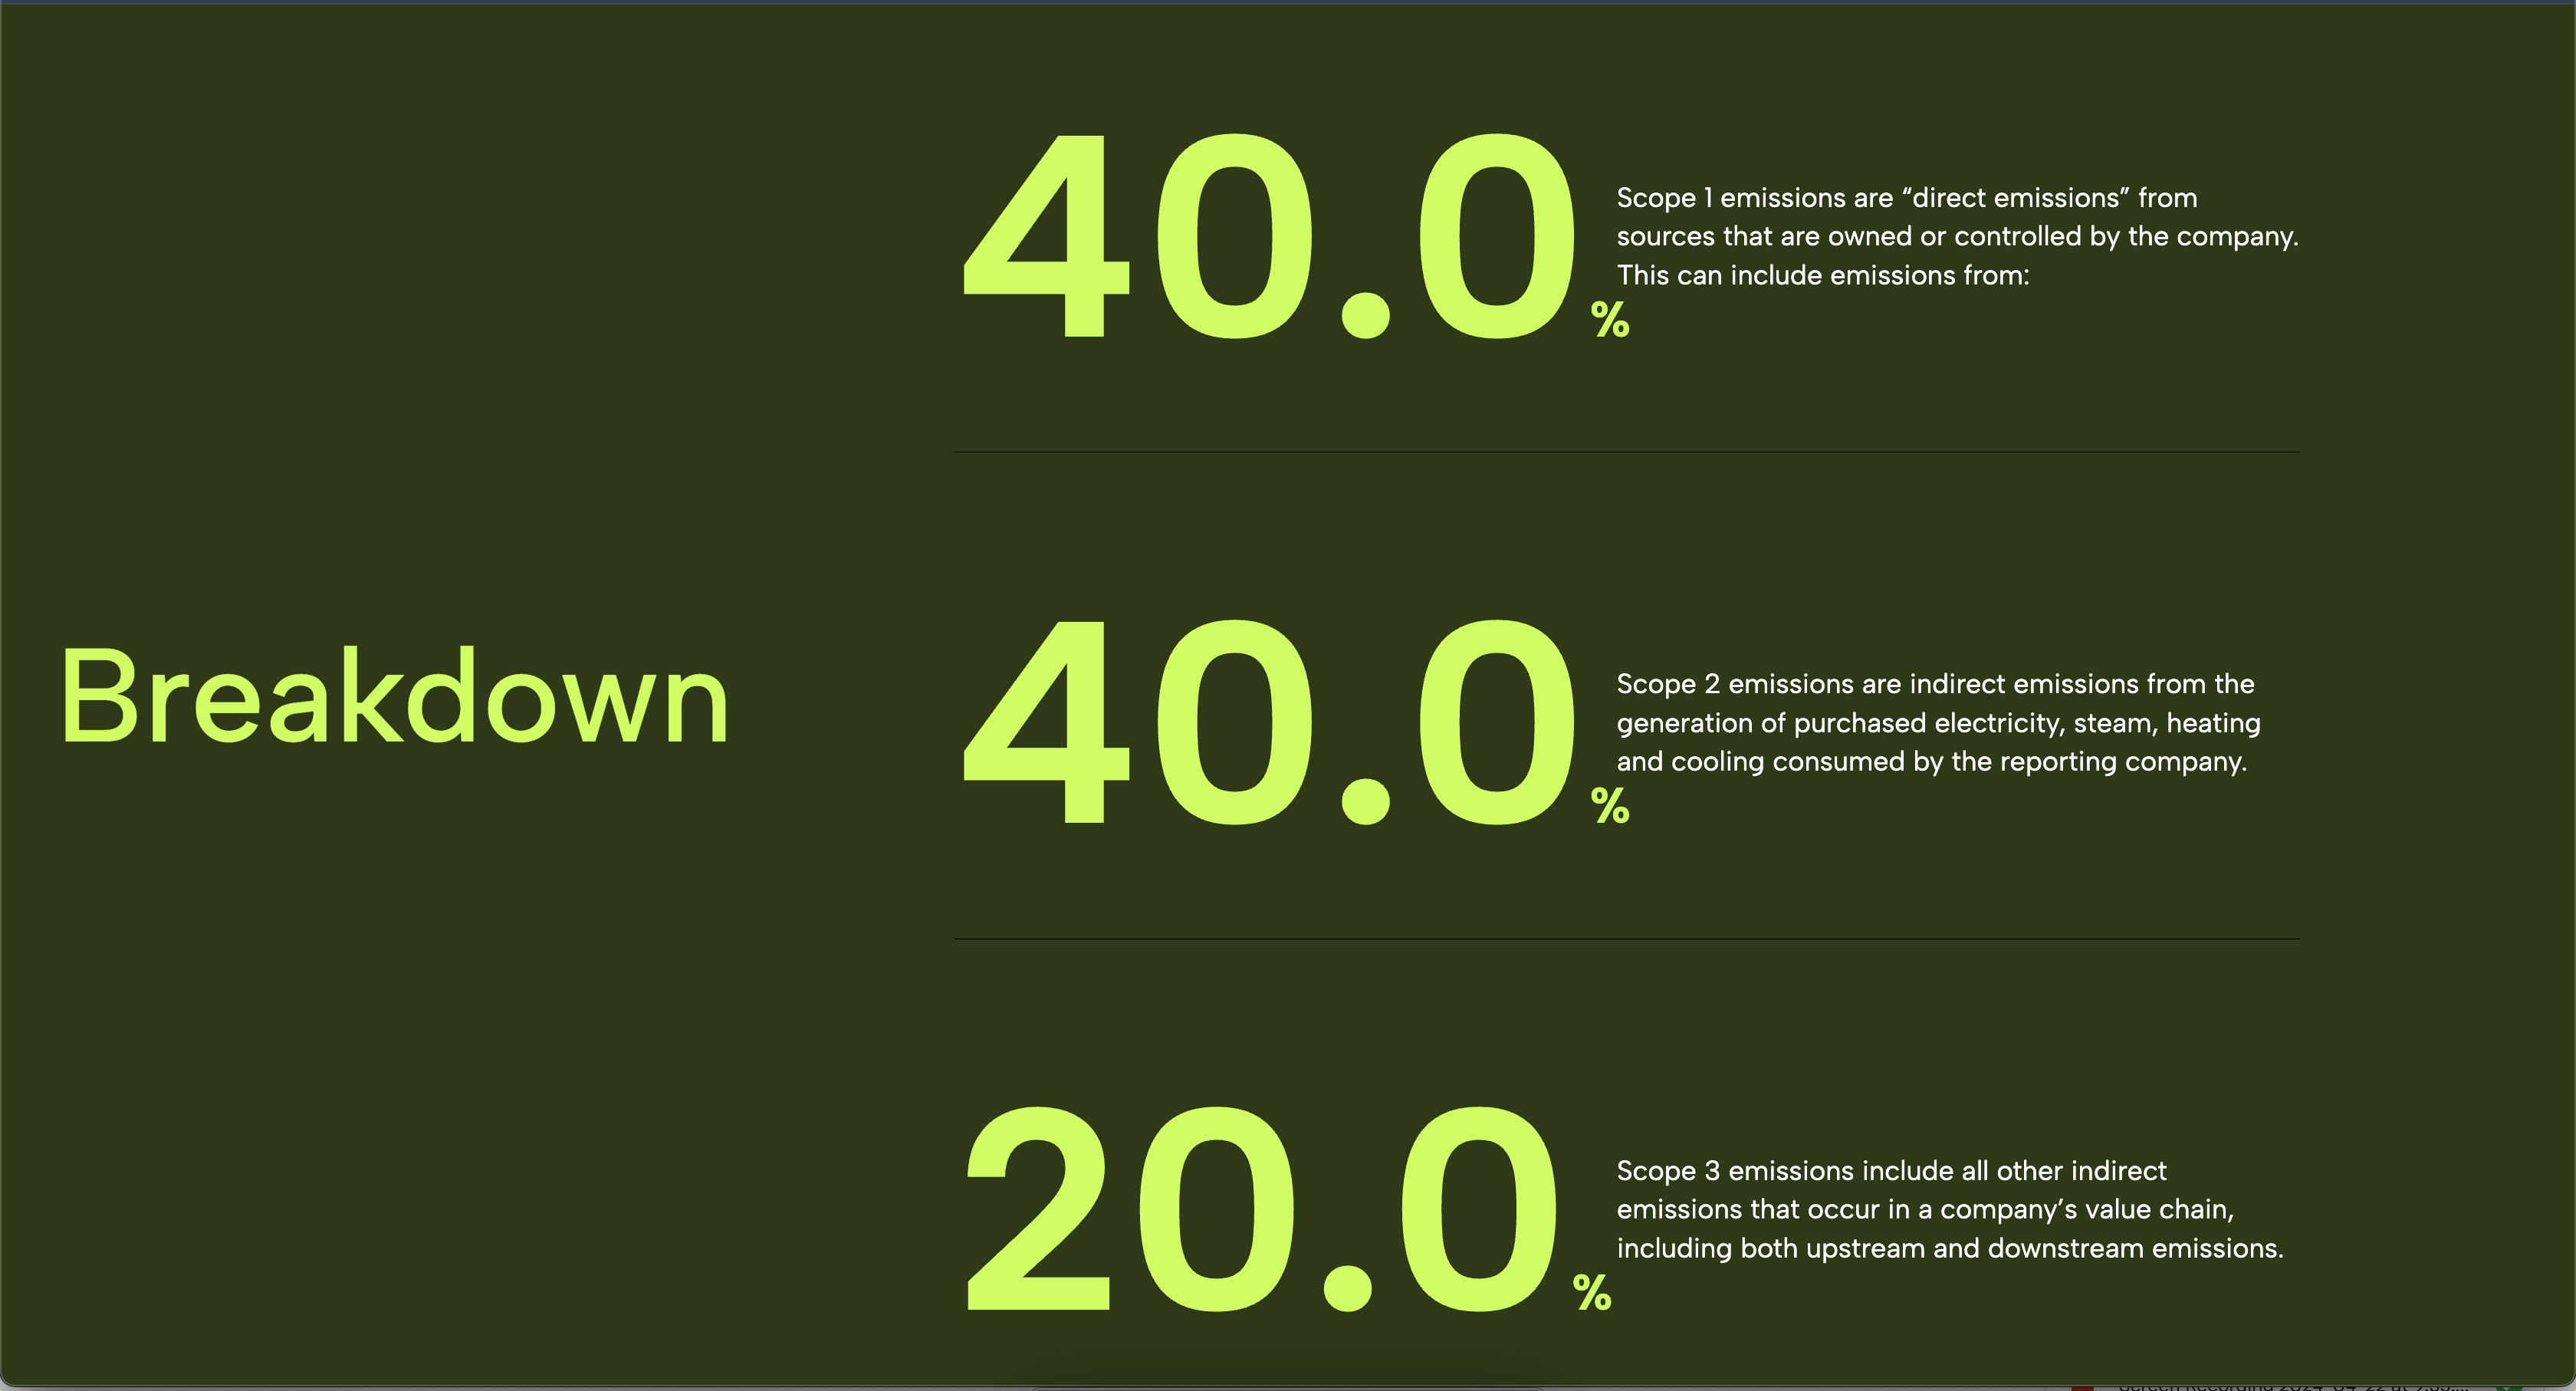 40.0%
Scope 1 emissions are “direct emissions” from
sources that are owned or controlled by the company.
This can include emissions from:
Breakdown
40.0%
Scope 2 emissions are indirect emissions from the
generation of purchased electricity, steam, heating
and cooling consumed by the reporting company.
20.0%
Scope 3 emissions include all other indirect
emissions that occur in a company’s value chain,
including both upstream and downstream emissions.